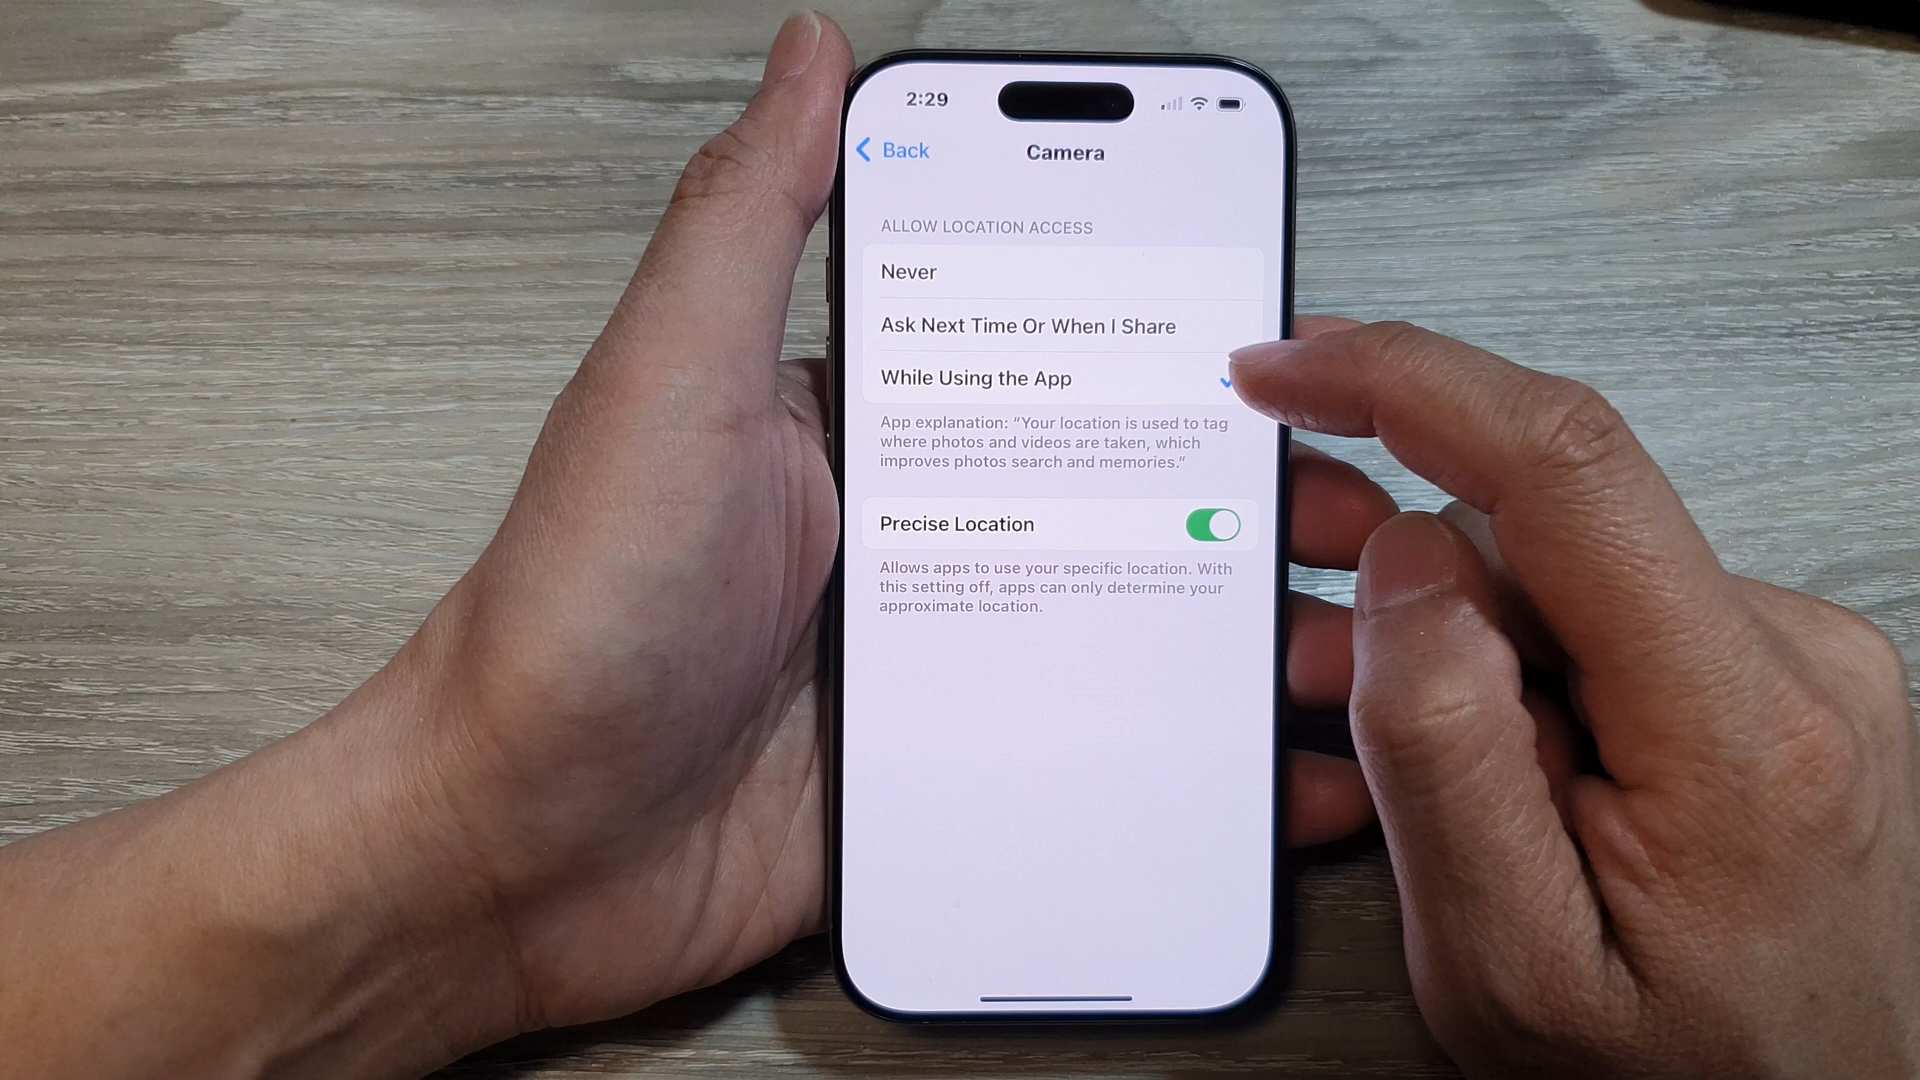 2:29
Back
Camera
ALLOW LOCATION ACCESS
Never
Ask Next Time Or When I Share
While Using the App
App explanation: “Your location is used to tag
where photos and videos are taken, which
improves photos search and memories.”
Precise Location
Allows apps to use your specific location. With
this setting off, apps can only determine your
approximate location.